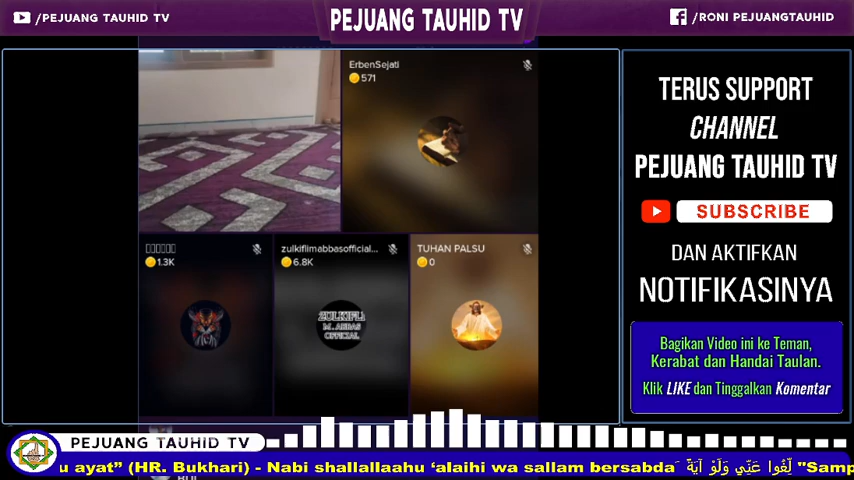 /PEJUANG TAUHID TV
PEJUANG TAUHID TV
/RONI PEJUANGTAUHID
ErbenSejati
571
1.3K
zulkiflimabbasofficial...
6.8K
TUHAN PALSU
0
ZULKIFLI
M. ABBAS
OFFICIAL
TERUS SUPPORT
CHANNEL
PEJUANG TAUHID TV
SUBSCRIBE
DAN AKTIFKAN
NOTIFIKASINYA
Bagikan Video ini ke Teman,
Kerabat dan Handai Taulan.
Klik LIKE dan Tinggalkan Komentar
PEJUANG TAUHID TV
ayat” (HR. Bukhari) - Nabi shallallaahu ‘alaihi wa sallam bersabda عَنِّي وَلَوْ آيَةً